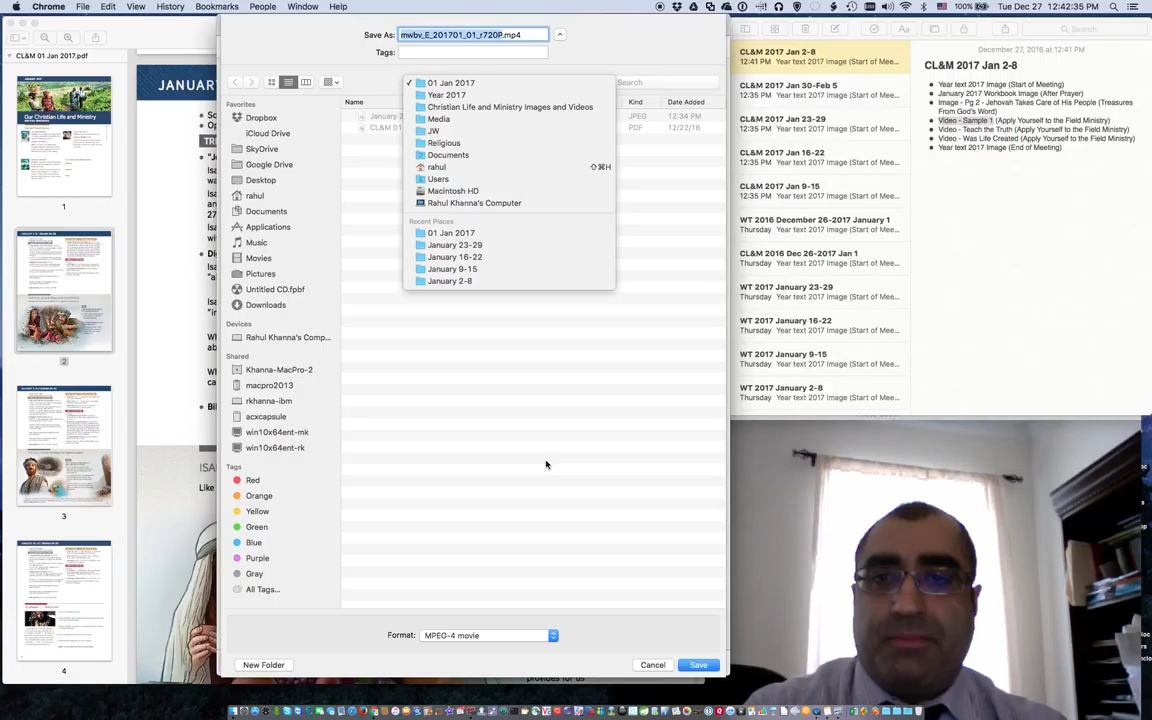 Chrome File Edit View History Bookmarks People Window Help
100% Tue Dec 27 12:42:35 PM
CL&M 01 Jan 2017.pdf
Our Christian Life and Ministry
1
2
3
4
JANUARY
ISA
Like
Save As: mwbv_E_201701_01_r720P.mp4
Tags:
Search
Name
Kind
Date Added
January 2
JPEG
12:34 PM
CL&M 01
PDF
12/22/16
01 Jan 2017
Year 2017
Christian Life and Ministry Images and Videos
Media
JW
Religious
Documents
rahul ⇧⌘H
Users
Macintosh HD
Rahul Khanna's Computer
Recent Places
01 Jan 2017
January 23-29
January 16-22
January 9-15
January 2-8
Favorites
Dropbox
iCloud Drive
SkyDrive
Google Drive
Desktop
rahul
Documents
Applications
Music
Movies
Pictures
Untitled CD.fpbf
Downloads
Devices
Rahul Khanna's Comp...
Shared
Khanna-MacPro-2
macpro2013
rkhanna-ibm
acxcapsule
win10x64ent-mk
win10x64ent-rk
Tags
Red
Orange
Yellow
Green
Blue
Purple
Gray
All Tags...
Format: MPEG-4 movie
New Folder
Cancel
Save
provides for us
Search
CL&M 2017 Jan 2-8
12:41 PM Year text 2017 Image (Start of Mee...
CL&M 2017 Jan 30-Feb 5
12:35 PM Year text 2017 Image (Start of Mee...
CL&M 2017 Jan 23-29
12:35 PM Year text 2017 Image (Start of Mee...
CL&M 2017 Jan 16-22
12:35 PM Year text 2017 Image (Start of Mee...
CL&M 2017 Jan 9-15
12:35 PM Year text 2017 Image (Start of Mee...
WT 2016 December 26-2017 January 1
Thursday Year text 2017 Image (Start of Mee...
CL&M 2016 Dec 26-2017 Jan 1
Thursday Year text 2017 Image (Start of Mee...
WT 2017 January 23-29
Thursday Year text 2017 Image (Start of Mee...
WT 2017 January 16-22
Thursday Year text 2017 Image (Start of Mee...
WT 2017 January 9-15
Thursday Year text 2017 Image (Start of Mee...
WT 2017 January 2-8
Thursday Year text 2017 Image (Start of Mee...
December 27, 2016 at 12:41 PM
CL&M 2017 Jan 2-8
Year text 2017 Image (Start of Meeting)
January 2017 Workbook Image (After Prayer)
Image - Pg 2 - Jehovah Takes Care of His People (Treasures
From God's Word)
Video - Sample 1 (Apply Yourself to the Field Ministry)
Video - Teach the Truth (Apply Yourself to the Field Ministry)
Video - Was Life Created (Apply Yourself to the Field Ministry)
Year text 2017 Image (End of Meeting)